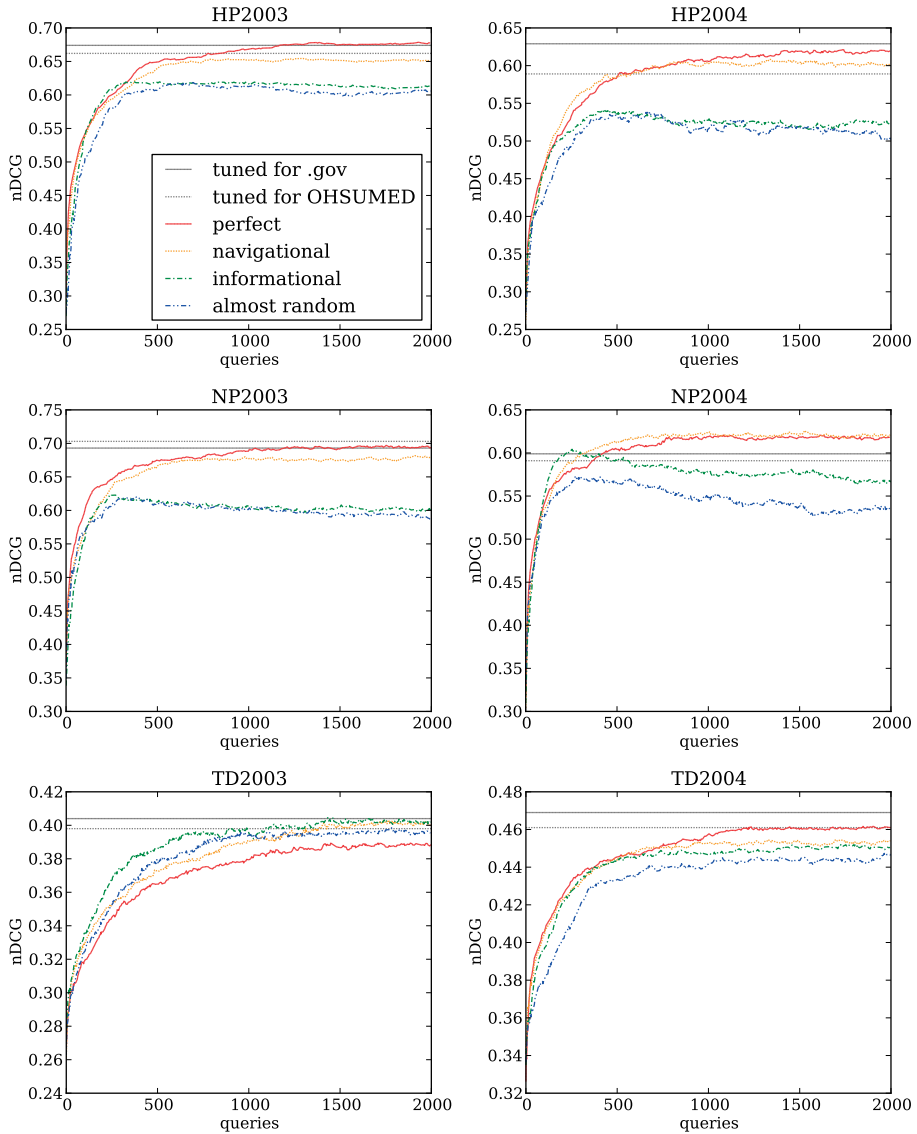 HP2003
0.70
0.65
0.60
0.55
0.50
0.45
0.40
0.35
0.30
0.25
nDCG
tuned for .gov
tuned for OHSUMED
perfect
navigational
informational
almost random
0 500 1000 1500 2000
queries
HP2004
0.65
0.60
0.55
0.50
0.45
0.40
0.35
0.30
0.25
nDCG
0 500 1000 1500 2000
queries
NP2003
0.75
0.70
0.65
0.60
0.55
0.50
0.45
0.40
0.35
0.30
nDCG
0 500 1000 1500 2000
queries
NP2004
0.65
0.60
0.55
0.50
0.45
0.40
0.35
0.30
nDCG
0 500 1000 1500 2000
queries
TD2003
0.42
0.40
0.38
0.36
0.34
0.32
0.30
0.28
0.26
0.24
nDCG
0 500 1000 1500 2000
queries
TD2004
0.48
0.46
0.44
0.42
0.40
0.38
0.36
0.34
0.32
nDCG
0 500 1000 1500 2000
queries